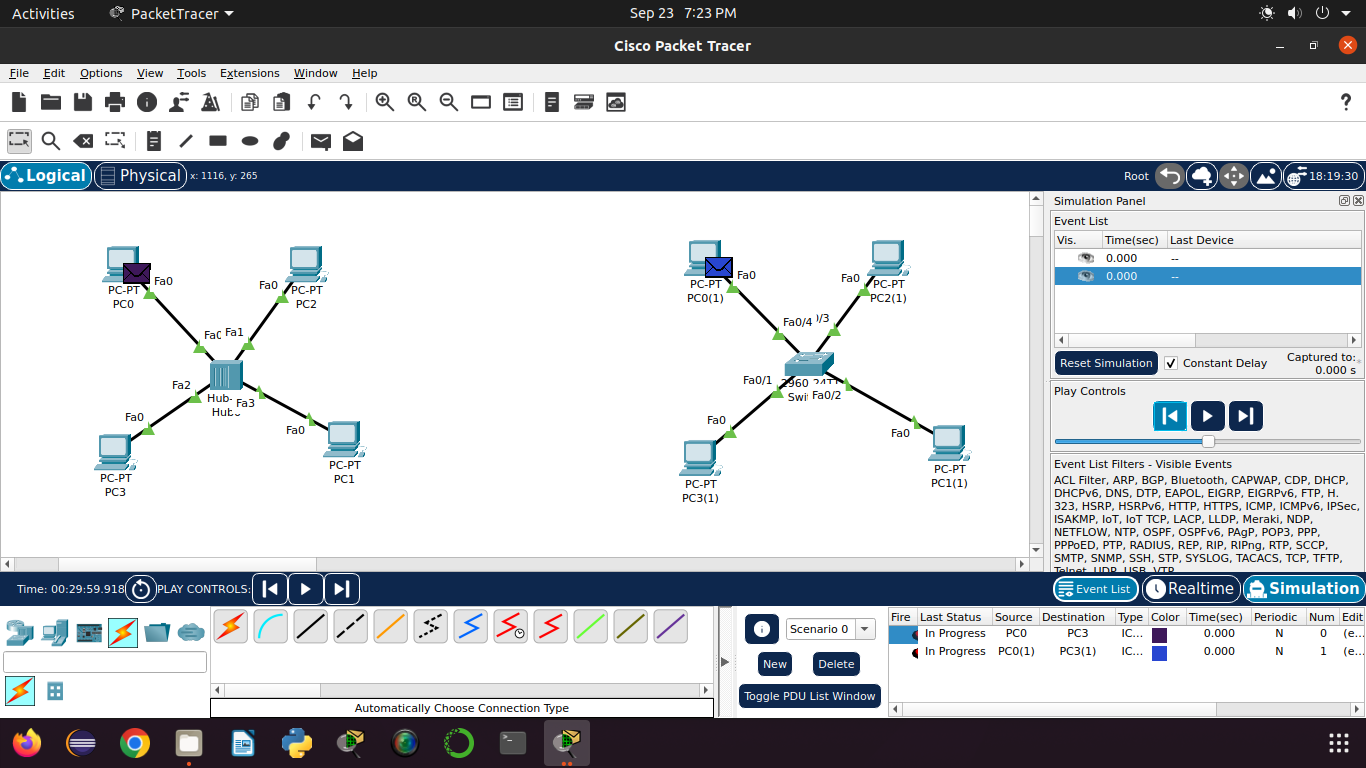 Activities PacketTracer Sep 23 7:23 PM
Cisco Packet Tracer
File Edit Options View Tools Extensions Window Help
?
Logical Physical x: 1116, y: 265 Root 18:19:30
Simulation Panel
Event List
Vis. Time(sec) Last Device
0.000 --
0.000 --
Reset Simulation Constant Delay Captured to:*
0.000 s
Play Controls
Event List Filters - Visible Events
ACL Filter, ARP, BGP, Bluetooth, CAPWAP, CDP, DHCP,
DHCPv6, DNS, DTP, EAPOL, EIGRP, EIGRPv6, FTP, H.
323, HSRP, HSRPv6, HTTP, HTTPS, ICMP, ICMPv6, IPSec,
ISAKMP, IoT, IoT TCP, LACP, LLDP, Meraki, NDP,
NETFLOW, NTP, OSPF, OSPFv6, PAgP, POP3, PPP,
PPPoED, PTP, RADIUS, REP, RIP, RIPng, RTP, SCCP,
SMTP, SNMP, SSH, STP, SYSLOG, TACACS, TCP, TFTP,
Telnet, UDP, USB, VTP
Fa0
PC-PT
PC0
Fa0
PC-PT
PC2
Fa0 Fa1
Fa2
Hub-
Hub0
Fa3
Fa0
PC-PT
PC3
Fa0
PC-PT
PC1
Fa0
PC-PT
PC0(1)
Fa0
PC-PT
PC2(1)
Fa0/4 0/3
Fa0/1
2960-24TT
Swit
Fa0/2
Fa0
PC-PT
PC3(1)
Fa0
PC-PT
PC1(1)
Time: 00:29:59.918 PLAY CONTROLS: Event List Realtime Simulation
Automatically Choose Connection Type
Scenario 0
New Delete
Toggle PDU List Window
Fire Last Status Source Destination Type Color Time(sec) Periodic Num Edit
In Progress PC0 PC3 IC... 0.000 N 0 (e...
In Progress PC0(1) PC3(1) IC... 0.000 N 1 (e...